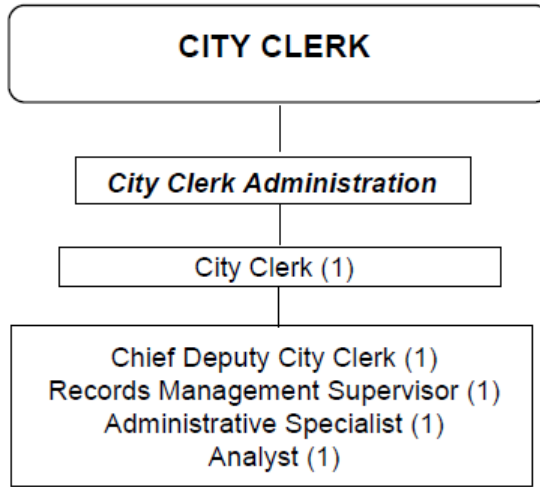 CITY CLERK
City Clerk Administration
City Clerk (1)
Chief Deputy City Clerk (1)
Records Management Supervisor (1)
Administrative Specialist (1)
Analyst (1)